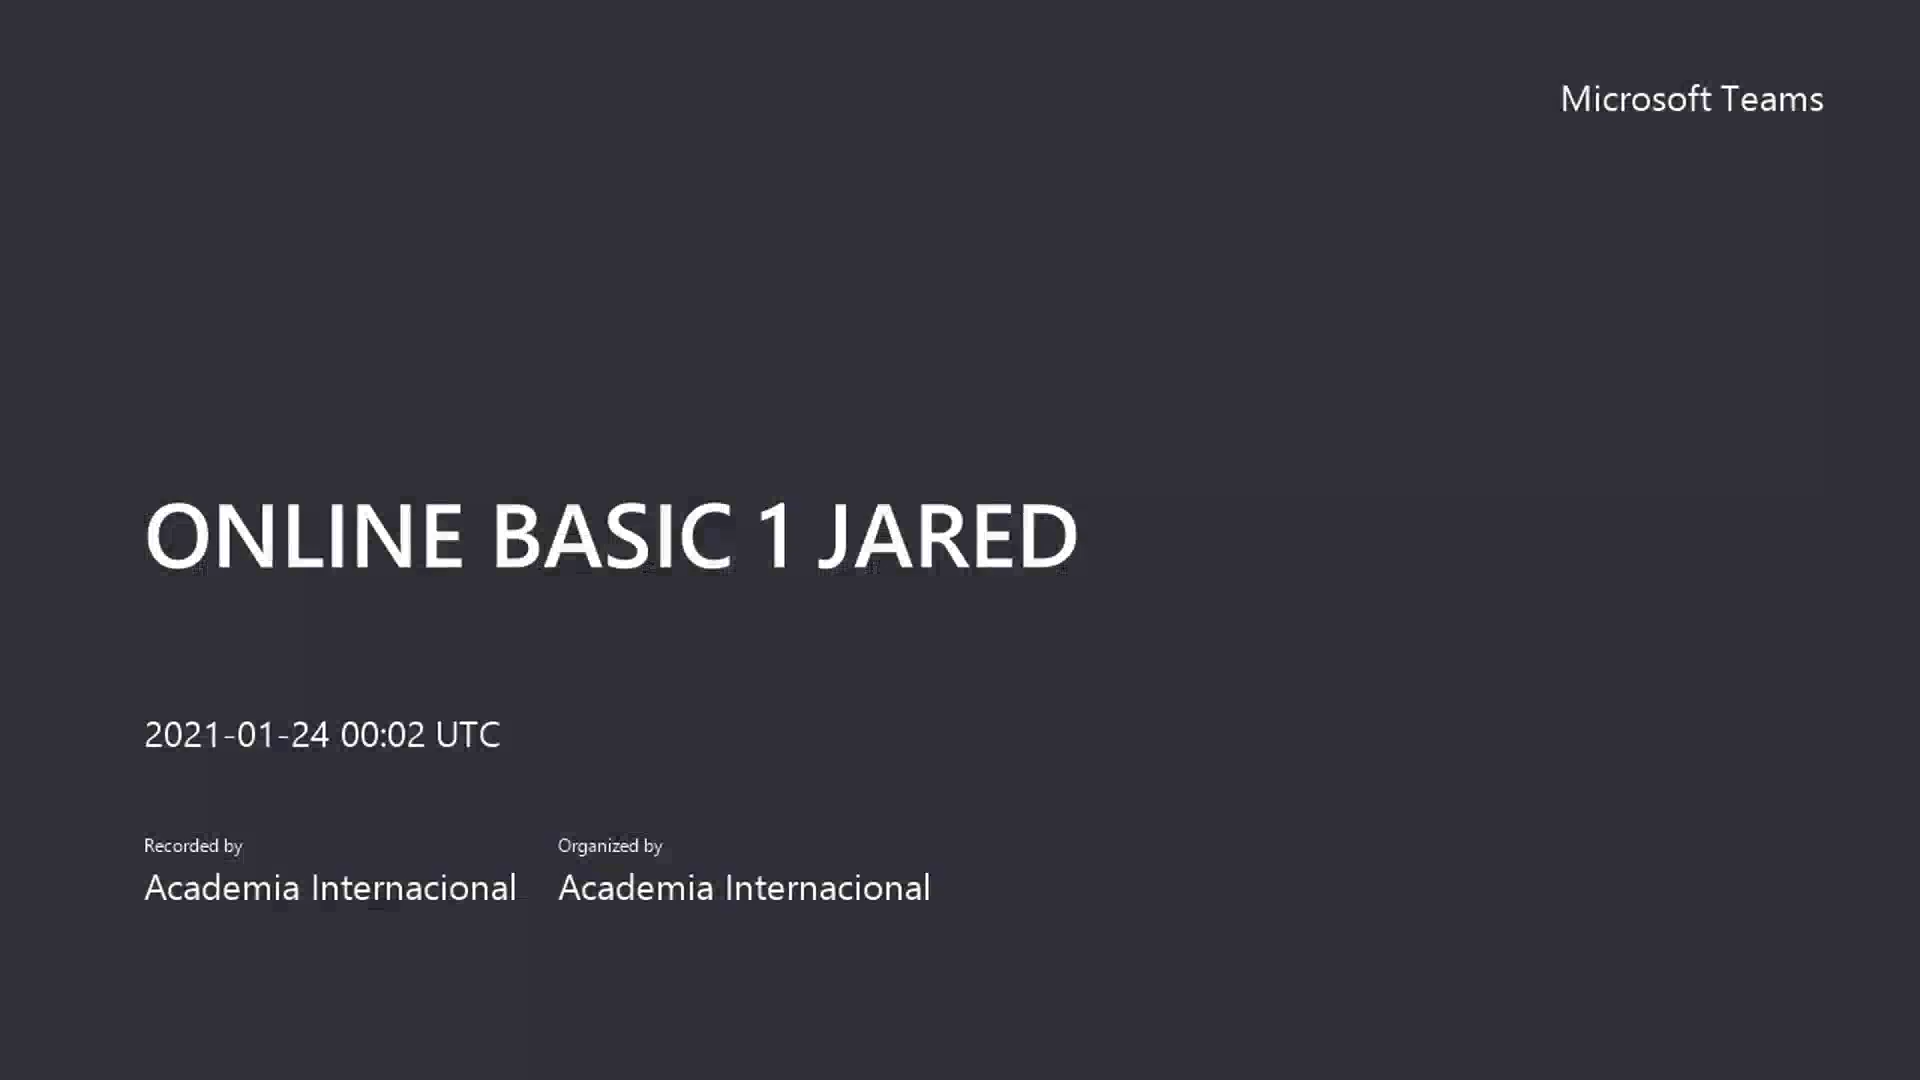 Microsoft Teams
ONLINE BASIC 1 JARED
2021-01-24 00:02 UTC
Recorded by
Academia Internacional
Organized by
Academia Internacional